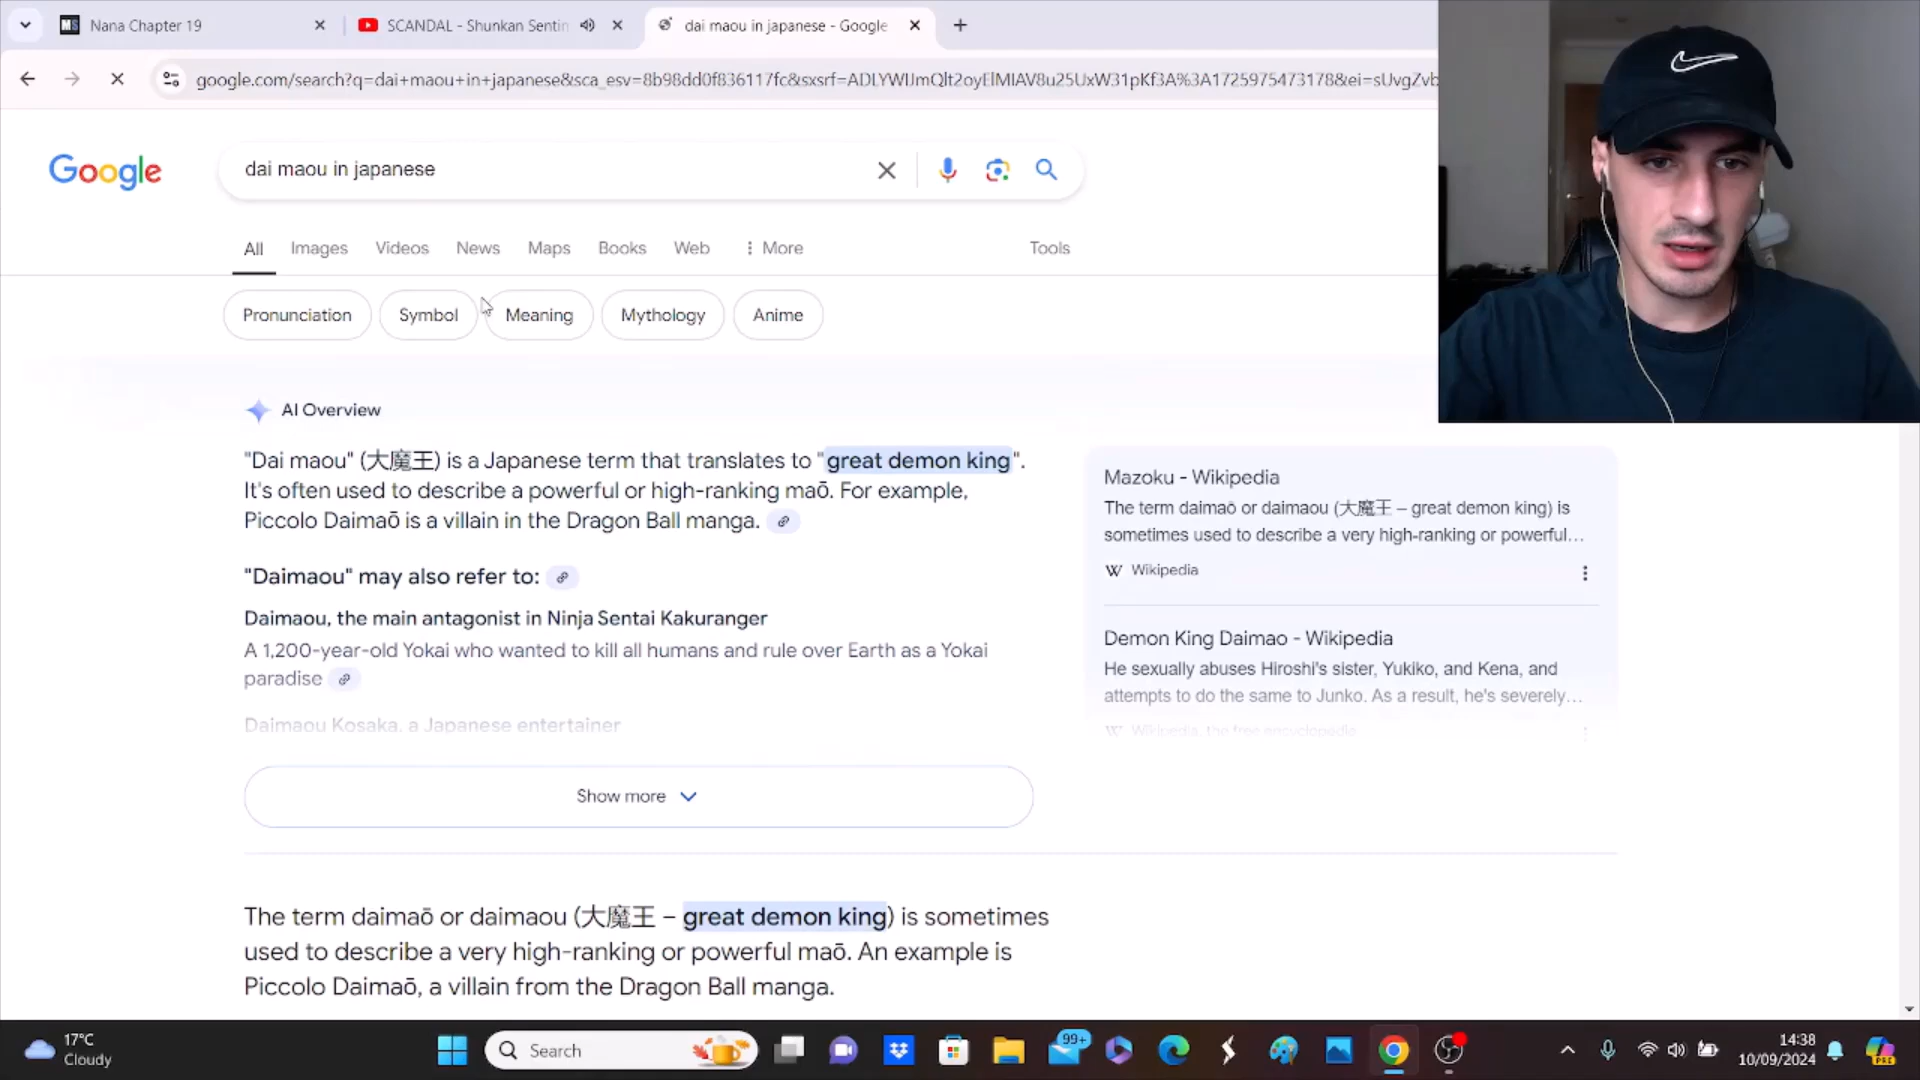 Nana Chapter 19
SCANDAL - Shunkan Sentin
dai maou in japanese - Google
google.com/search?q=dai+maou+in+japanese&sca_esv=8b98dd0f836117fc&sxsrf=
Google
dai maou in japanese
All Images Videos News Maps Books Web More Tools
Pronunciation Symbol Meaning Mythology Anime
AI Overview
"Dai maou" (大魔王) is a Japanese term that translates to "great demon king".
It's often used to describe a powerful or high-ranking maō. For example,
Piccolo Daimaō is a villain in the Dragon Ball manga.
"Daimaou" may also refer to:
Daimaou, the main antagonist in Ninja Sentai Kakuranger
A 1,200-year-old Yokai who wanted to kill all humans and rule over Earth as a Yokai
paradise
Daimaou Kosaka, a Japanese entertainer
Mazoku - Wikipedia
The term daimaō or daimaou (大魔王 – great demon king) is
sometimes used to describe a very high-ranking or powerful...
W Wikipedia
Demon King Daimao - Wikipedia
He sexually abuses Hiroshi's sister, Yukiko, and Kena, and
attempts to do the same to Junko. As a result, he's severely...
W Wikipedia, the free encyclopedia
Show more
The term daimaō or daimaou (大魔王 – great demon king) is sometimes
used to describe a very high-ranking or powerful maō. An example is
Piccolo Daimaō, a villain from the Dragon Ball manga.
17°C
Cloudy
Search
99+
14:38
10/09/2024
PRE